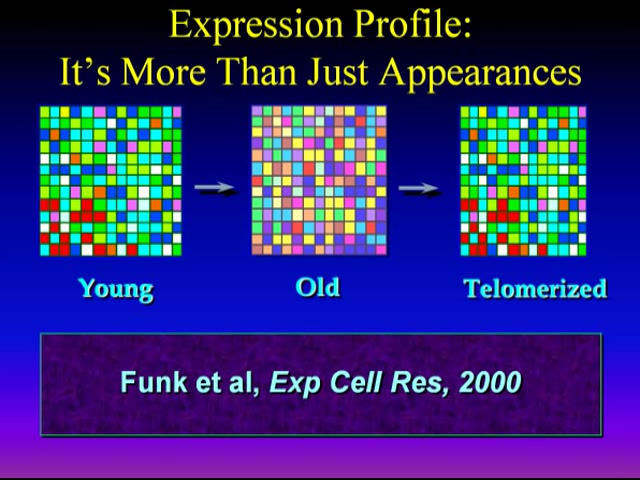 Expression Profile:
It's More Than Just Appearances
Young
Old
Telomerized
Funk et al, Exp Cell Res, 2000